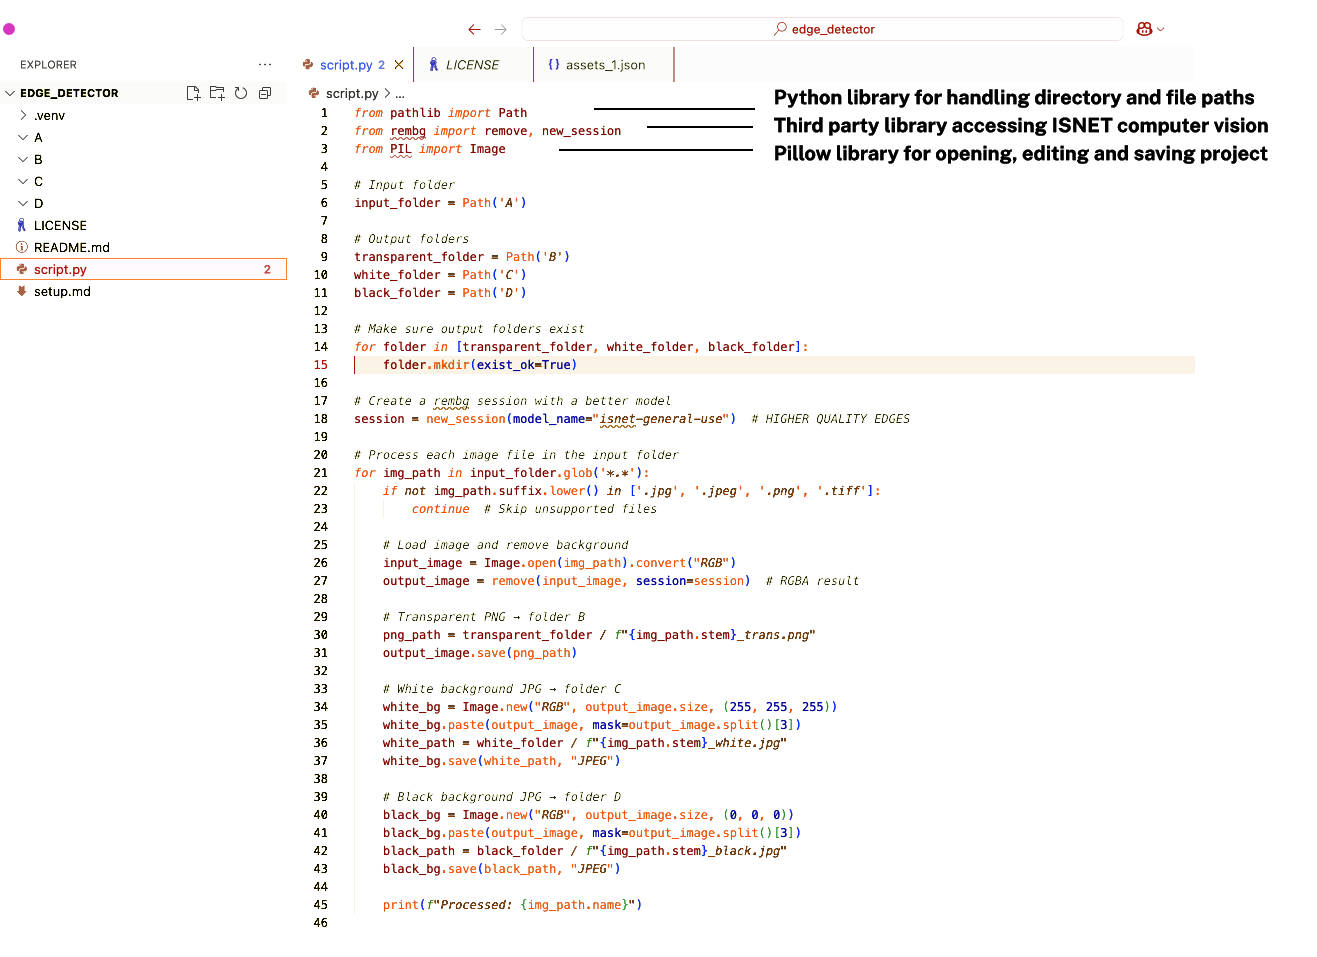 edge_detector
EXPLORER
EDGE_DETECTOR
.venv
A
B
C
D
LICENSE
README.md
script.py 2
setup.md
script.py 2
LICENSE
{} assets_1.json
script.py > ...
1 from pathlib import Path
2 from rembg import remove, new_session
3 from PIL import Image
4
5 # Input folder
6 input_folder = Path('A')
7
8 # Output folders
9 transparent_folder = Path('B')
10 white_folder = Path('C')
11 black_folder = Path('D')
12
13 # Make sure output folders exist
14 for folder in [transparent_folder, white_folder, black_folder]:
15     folder.mkdir(exist_ok=True)
16
17 # Create a rembg session with a better model
18 session = new_session(model_name="isnet-general-use")  # HIGHER QUALITY EDGES
19
20 # Process each image file in the input folder
21 for img_path in input_folder.glob('*.*'):
22     if not img_path.suffix.lower() in ['.jpg', '.jpeg', '.png', '.tiff']:
23         continue  # Skip unsupported files
24
25     # Load image and remove background
26     input_image = Image.open(img_path).convert("RGB")
27     output_image = remove(input_image, session=session)  # RGBA result
28
29     # Transparent PNG → folder B
30     png_path = transparent_folder / f"{img_path.stem}_trans.png"
31     output_image.save(png_path)
32
33     # White background JPG → folder C
34     white_bg = Image.new("RGB", output_image.size, (255, 255, 255))
35     white_bg.paste(output_image, mask=output_image.split()[3])
36     white_path = white_folder / f"{img_path.stem}_white.jpg"
37     white_bg.save(white_path, "JPEG")
38
39     # Black background JPG → folder D
40     black_bg = Image.new("RGB", output_image.size, (0, 0, 0))
41     black_bg.paste(output_image, mask=output_image.split()[3])
42     black_path = black_folder / f"{img_path.stem}_black.jpg"
43     black_bg.save(black_path, "JPEG")
44
45     print(f"Processed: {img_path.name}")
46
Python library for handling directory and file paths
Third party library accessing ISNET computer vision
Pillow library for opening, editing and saving project